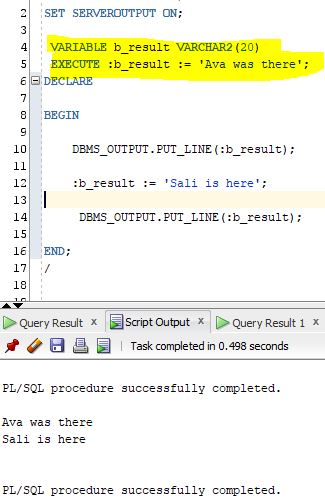 2 SET SERVEROUTPUT ON;
3
4 VARIABLE b_result VARCHAR2(20)
5 EXECUTE :b_result := 'Ava was there';
6 DECLARE
7
8 BEGIN
9
10 DBMS_OUTPUT.PUT_LINE(:b_result);
11
12 :b_result := 'Sali is here';
13
14 DBMS_OUTPUT.PUT_LINE(:b_result);
15
16 END;
17 /
Query Result x Script Output x Query Result 1 x
Task completed in 0.498 seconds
PL/SQL procedure successfully completed.
Ava was there
Sali is here
PL/SQL procedure successfully completed.